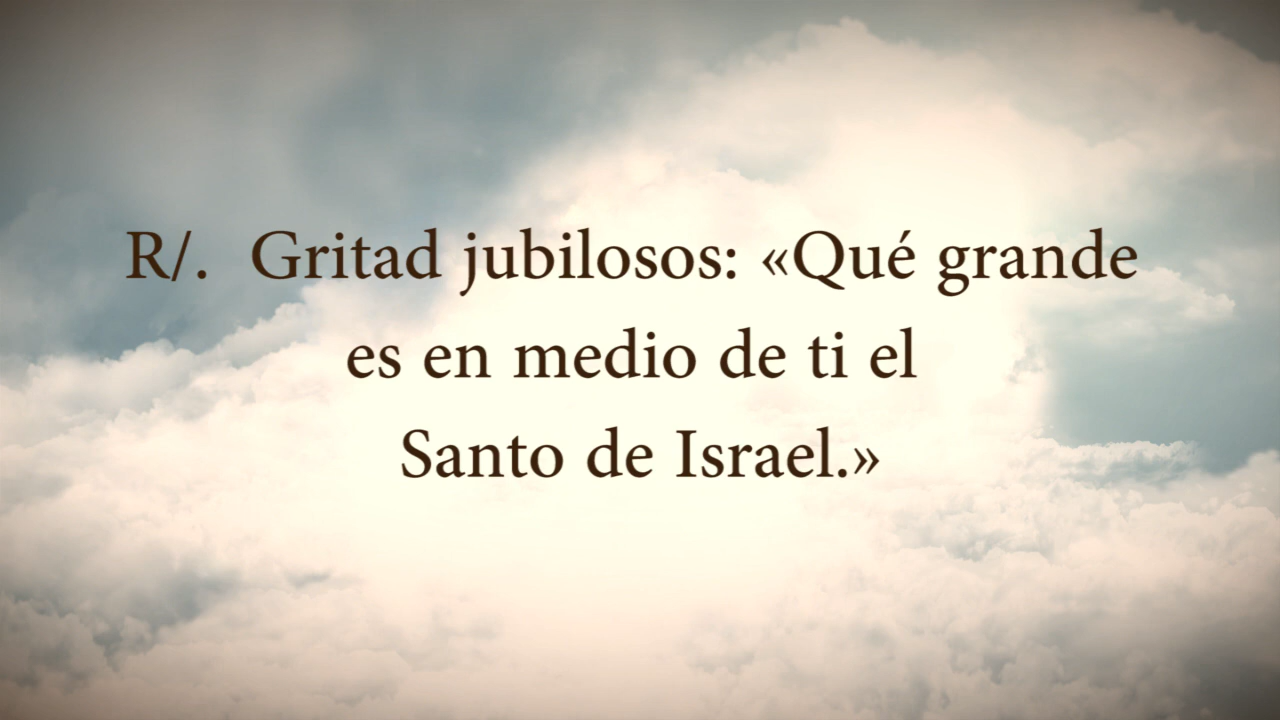 R/.  Gritad jubilosos: «Qué grande
es en medio de ti el
Santo de Israel.»